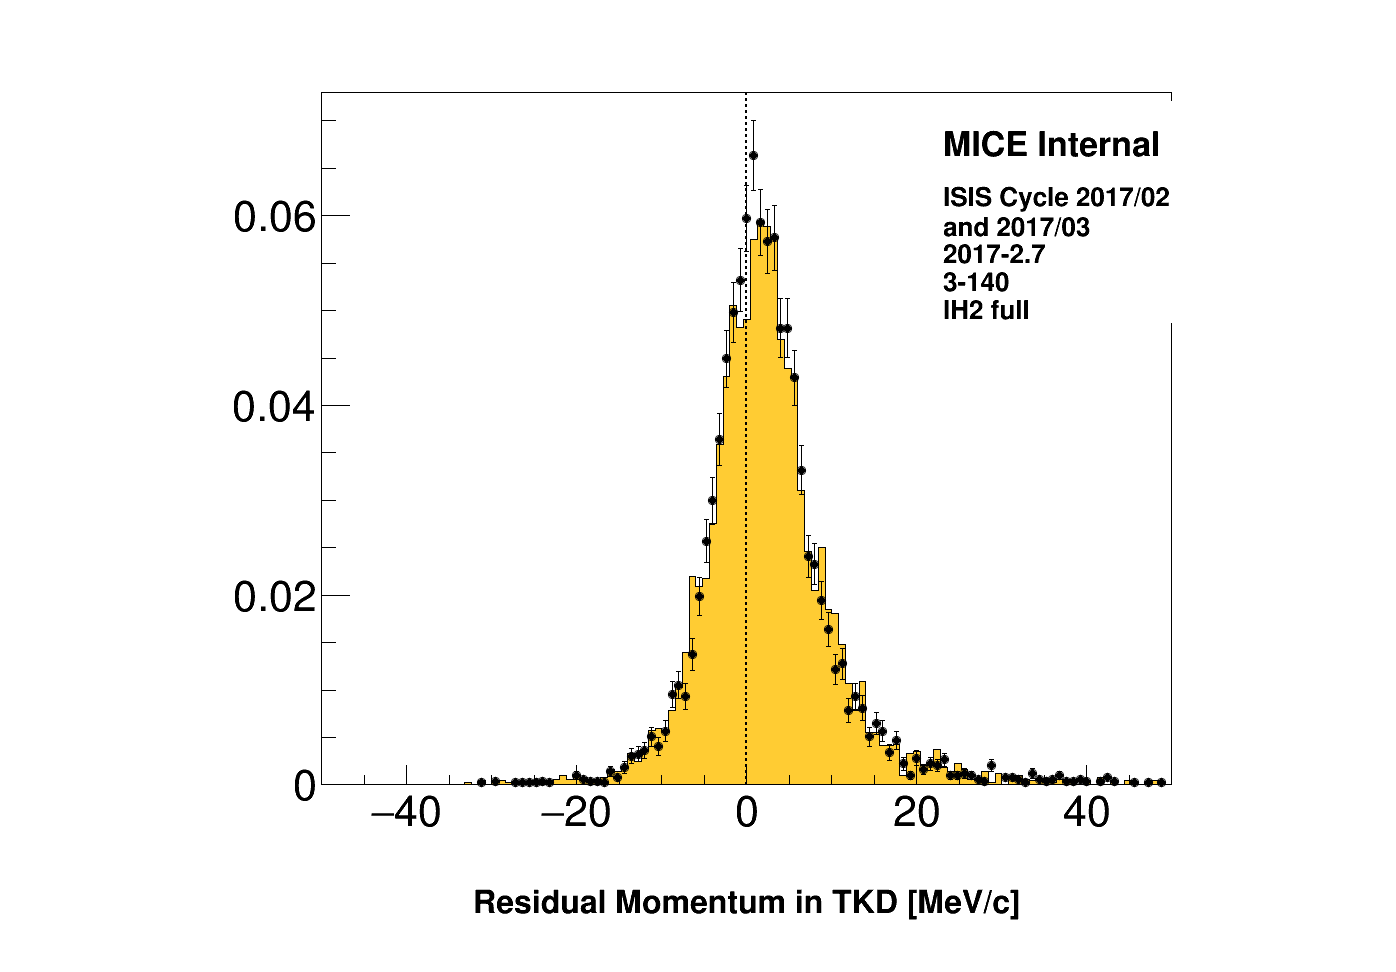 MICE Internal
ISIS Cycle 2017/02
and 2017/03
2017-2.7
3-140
IH2 full
0.06
0.04
0.02
0
−40 −20 0 20 40
Residual Momentum in TKD [MeV/c]